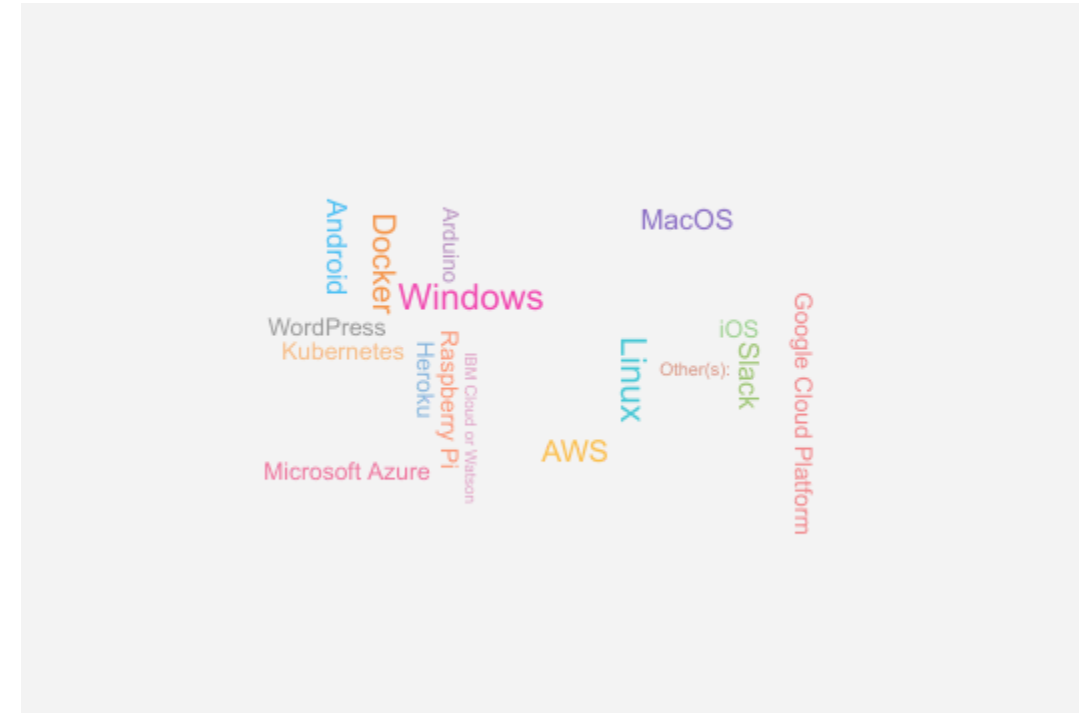 Android
Docker
Arduino
MacOS
Windows
WordPress
Kubernetes
Heroku
Raspberry Pi
IBM Cloud or Watson
Linux
Other(s):
iOS
Slack
Google Cloud Platform
AWS
Microsoft Azure